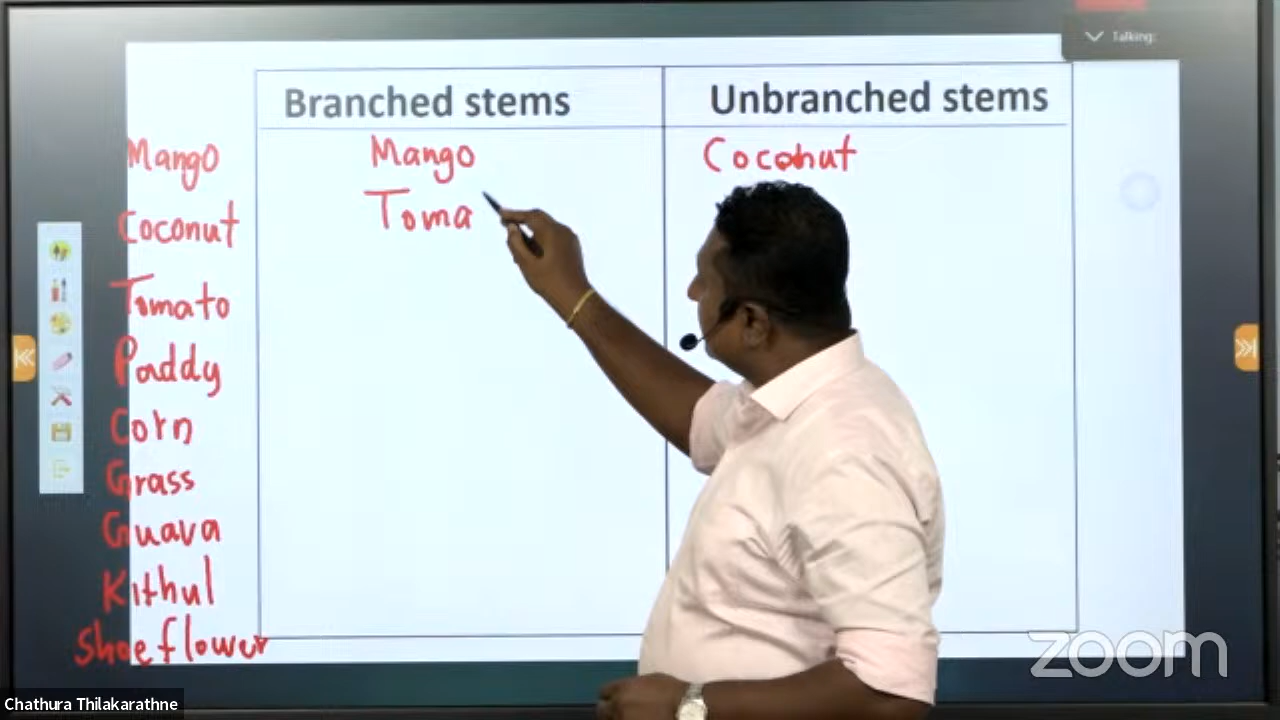 Talking:
Branched stems
Unbranched stems
Mango
Mango
Coconut
Coconut
Toma
Tomato
Paddy
Corn
Grass
Guava
Kithul
Shoeflower
zoom
Chathura Thilakarathne